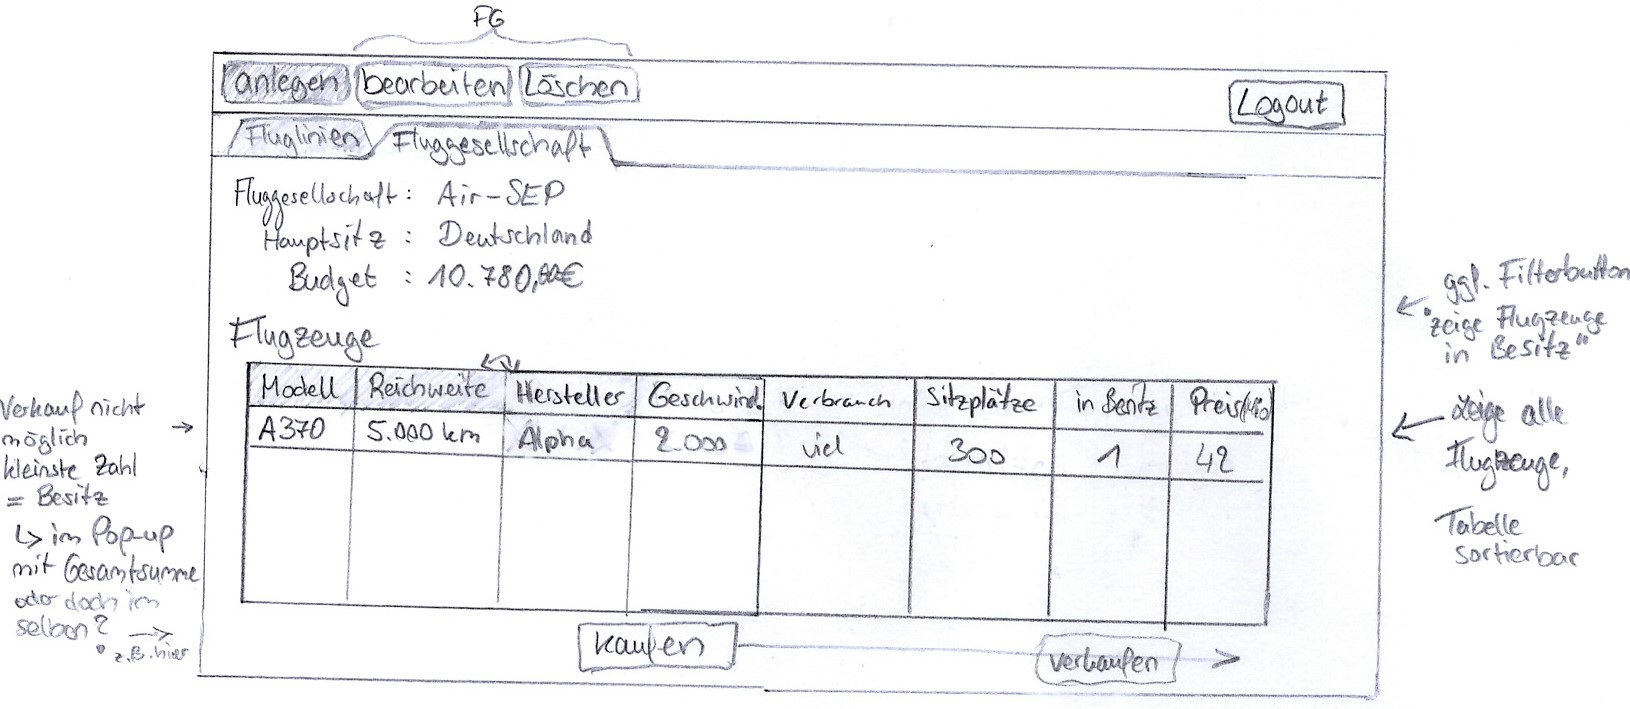 FG
anlegen bearbeiten Löschen Logout
Fluglinien Fluggesellschaft
Fluggesellschaft: Air-SEP
Hauptsitz : Deutschland
Budget : 10.780,00€
Flugzeuge
Modell Reichweite Hersteller Geschwind. Verbrauch Sitzplätze in Besitz Preis(Mio)
A370 5.000 km Alpha 2.000 viel 300 1 42
kaufen verkaufen
Verkauf nicht
möglich
kleinste Zahl
= Besitz
↳ im Pop-up
mit Gesamtsumme
oder doch im
selben?
z.B. hier
ggf. Filterbutton
"zeige Flugzeuge
in Besitz"
zeige alle
Flugzeuge,
Tabelle
sortierbar